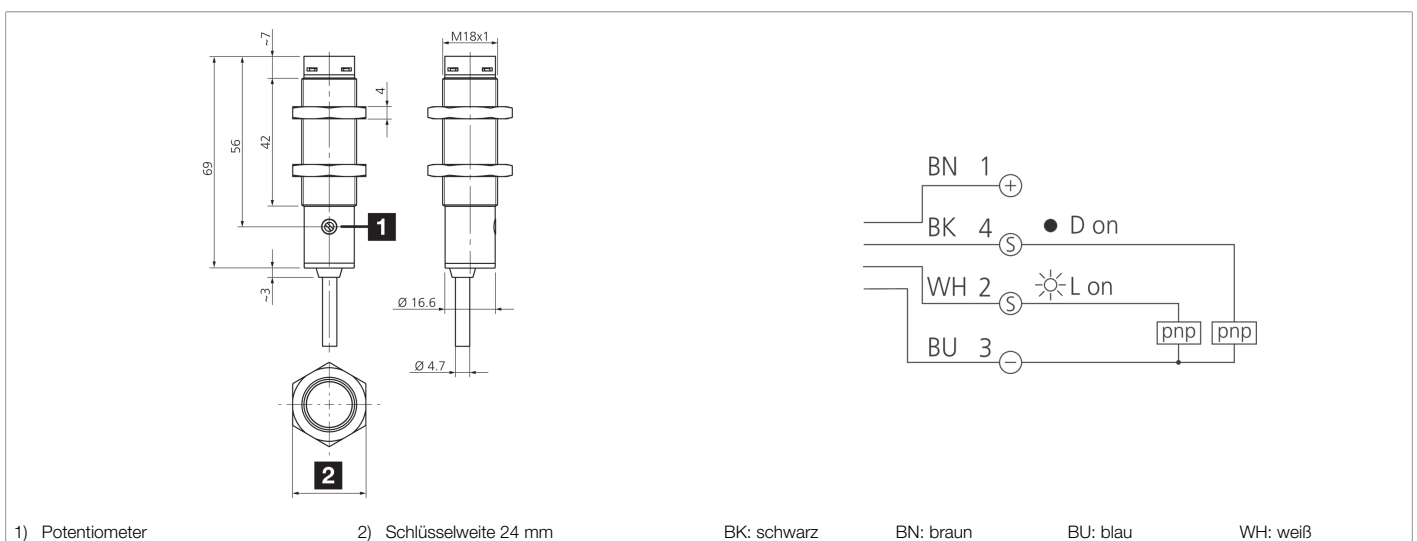 ~7
M18x1
4
42
56
69
1
~3
Ø 16.6
Ø 4.7
2
BN 1 +
BK 4 S D on
WH 2 S L on
pnp pnp
BU 3 −
1) Potentiometer
2) Schlüsselweite 24 mm
BK: schwarz
BN: braun
BU: blau
WH: weiß